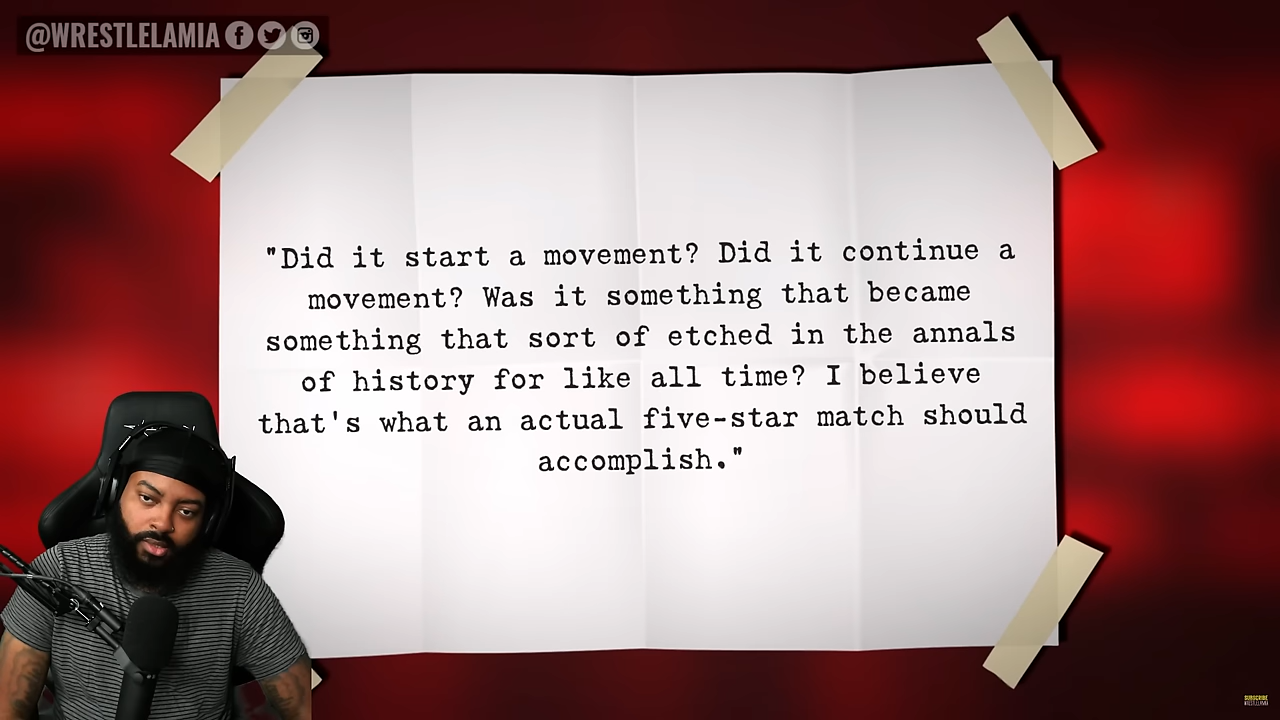 @WRESTLELAMIA
"Did it start a movement? Did it continue a
movement? Was it something that became
something that sort of etched in the annals
of history for like all time? I believe
that's what an actual five-star match should
accomplish."
SUBSCRIBE
WRESTLELAMIA